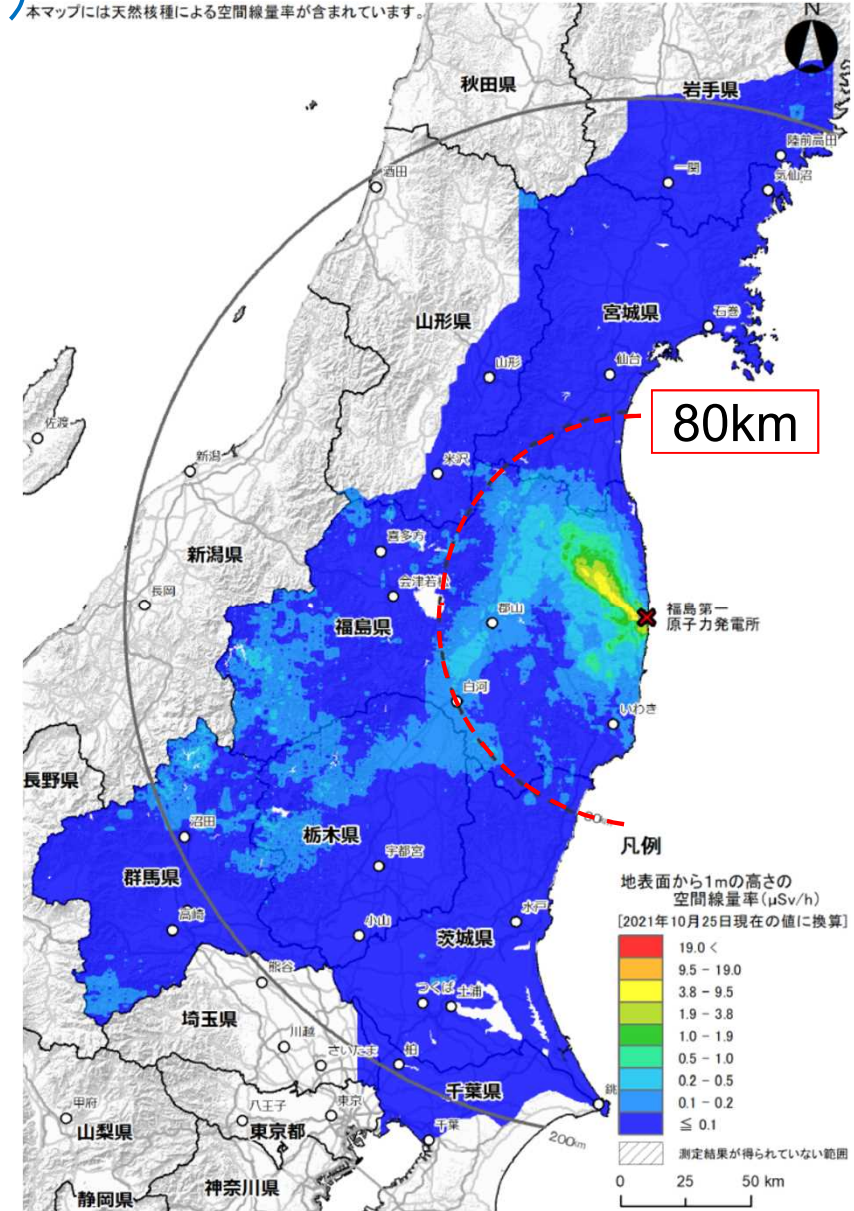 本マップには天然核種による空間線量率が含まれています。
N
秋田県
岩手県
陸前高田
酒田
一関
気仙沼
山形県
宮城県
石巻
山形
仙台
80km
佐渡
新潟
米沢
喜多方
新潟県
会津若松
長岡
福島県
郡山
福島第一
原子力発電所
白河
いわき
長野県
80km
沼田
栃木県
宇都宮
群馬県
高崎
小山
水戸
茨城県
熊谷
つくば
土浦
埼玉県
川越
さいたま
柏
千葉県
銚
甲府
八王子
東京
千葉
200km
山梨県
東京都
神奈川県
静岡県
凡例
地表面から1mの高さの
空間線量率(μSv/h)
[2021年10月25日現在の値に換算]
19.0 <
9.5 - 19.0
3.8 - 9.5
1.9 - 3.8
1.0 - 1.9
0.5 - 1.0
0.2 - 0.5
0.1 - 0.2
≦ 0.1
測定結果が得られていない範囲
0 25 50 km